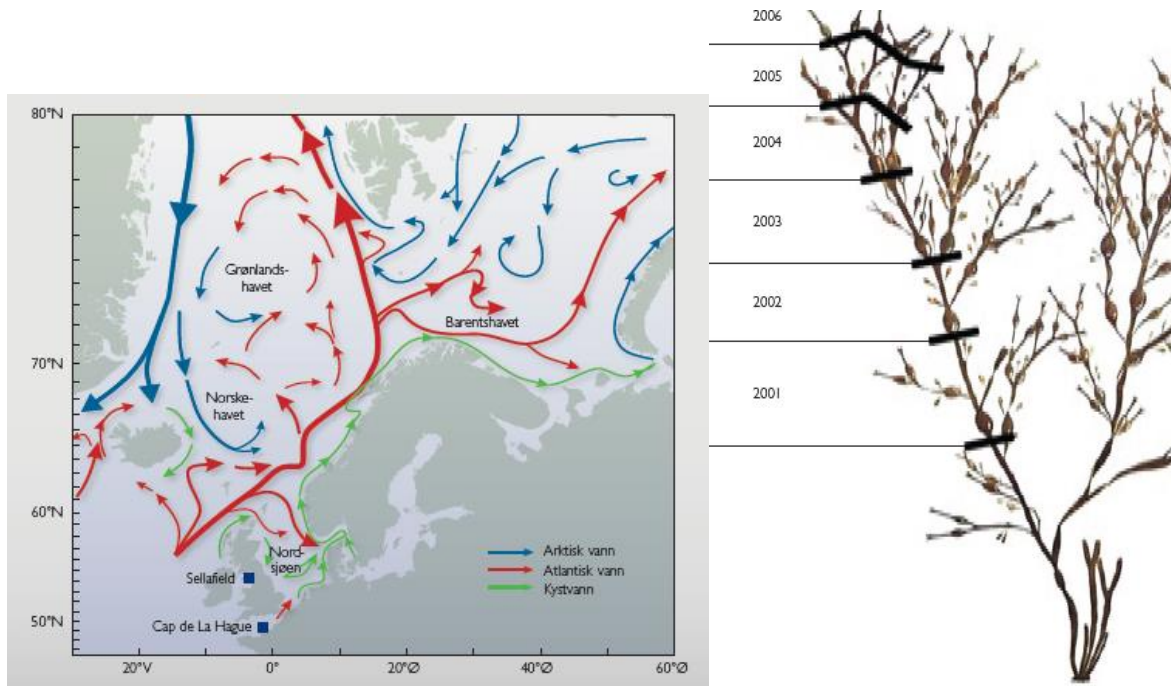 80°N
70°N
60°N
50°N
20°V
0°
20°Ø
40°Ø
60°Ø
Grønlands-
havet
Barentshavet
Norske-
havet
Nord-
sjøen
Sellafield
Cap de La Hague
Arktisk vann
Atlantisk vann
Kystvann
2006
2005
2004
2003
2002
2001